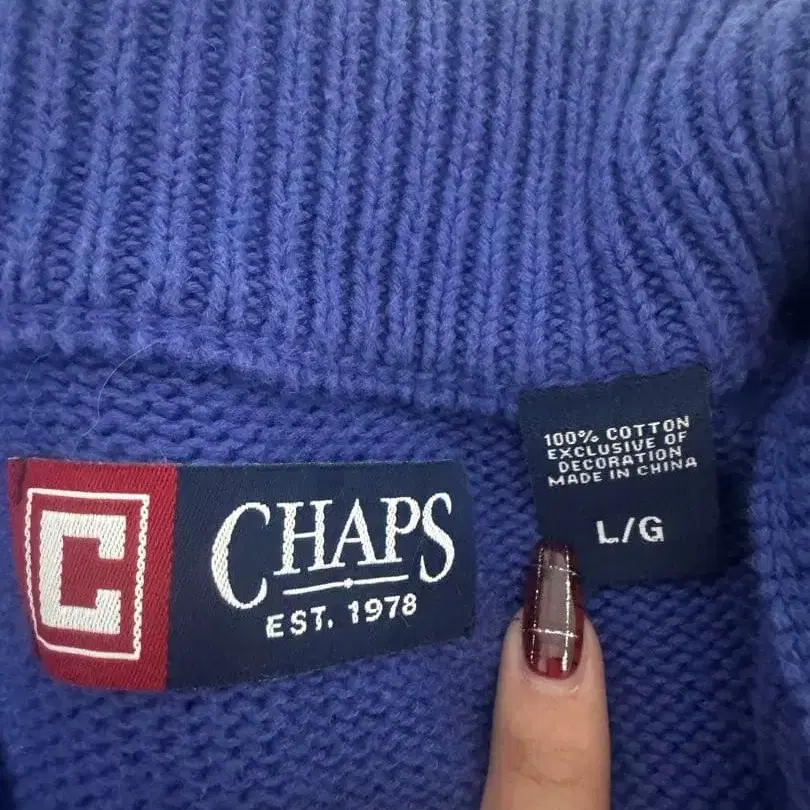 C
CHAPS
EST. 1978
100% COTTON
EXCLUSIVE OF
DECORATION
MADE IN CHINA
L/G